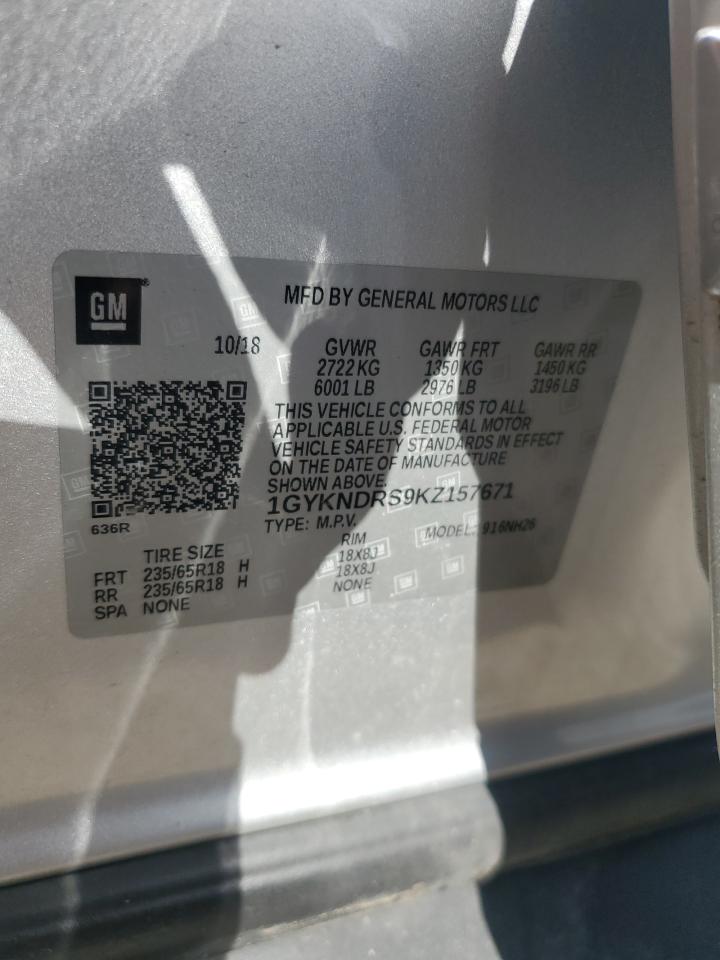 GM
MFD BY GENERAL MOTORS LLC
10/18 GVWR GAWR FRT GAWR RR
2722 KG 1350 KG 1450 KG
6001 LB 2976 LB 3196 LB
THIS VEHICLE CONFORMS TO ALL
APPLICABLE U.S. FEDERAL MOTOR
VEHICLE SAFETY STANDARDS IN EFFECT
ON THE DATE OF MANUFACTURE
SHOWN ABOVE.
1GYKNDRS9KZ157671
636R
TYPE: M.P.V. MODEL: 916NH26
TIRE SIZE RIM
FRT 235/65R18 H 18X8J
RR 235/65R18 H 18X8J
SPA NONE NONE